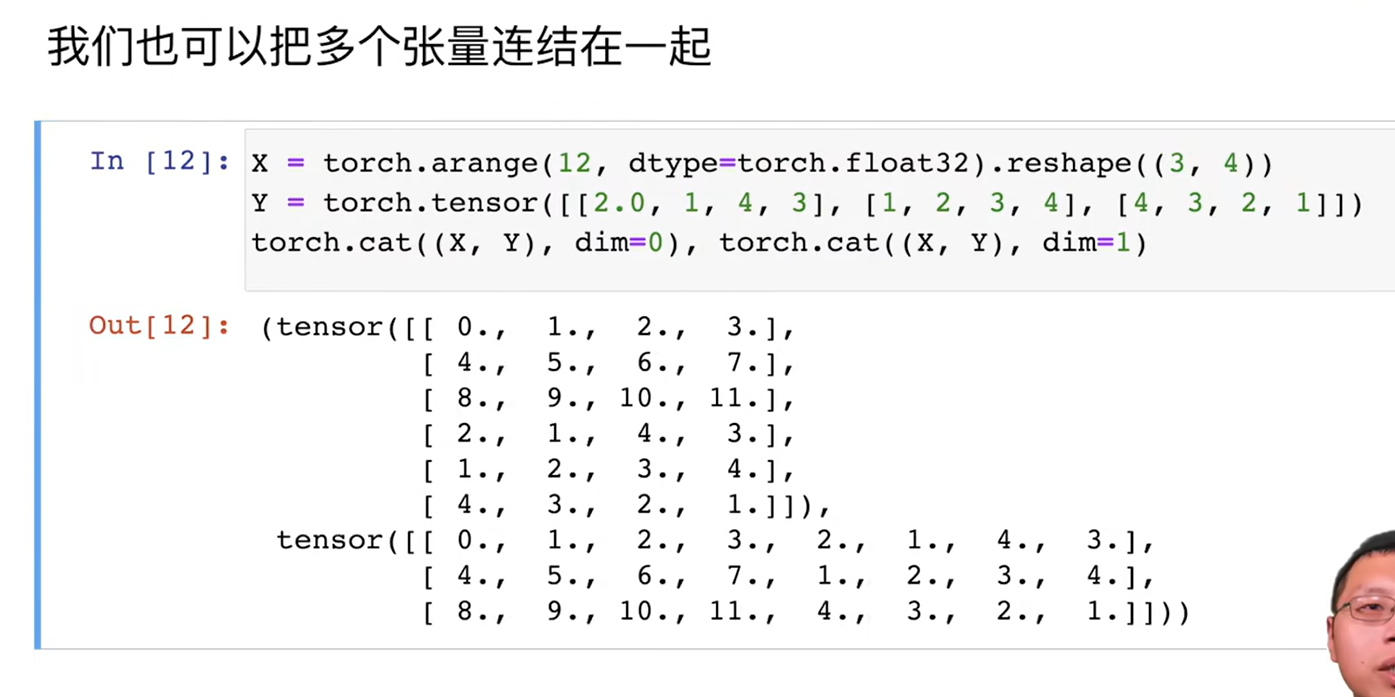 我们也可以把多个张量连结在一起
In [12]: X = torch.arange(12, dtype=torch.float32).reshape((3, 4))
Y = torch.tensor([[2.0, 1, 4, 3], [1, 2, 3, 4], [4, 3, 2, 1]])
torch.cat((X, Y), dim=0), torch.cat((X, Y), dim=1)
Out[12]: (tensor([[ 0., 1., 2., 3.],
[ 4., 5., 6., 7.],
[ 8., 9., 10., 11.],
[ 2., 1., 4., 3.],
[ 1., 2., 3., 4.],
[ 4., 3., 2., 1.]]),
tensor([[ 0., 1., 2., 3., 2., 1., 4., 3.],
[ 4., 5., 6., 7., 1., 2., 3., 4.],
[ 8., 9., 10., 11., 4., 3., 2., 1.]]))